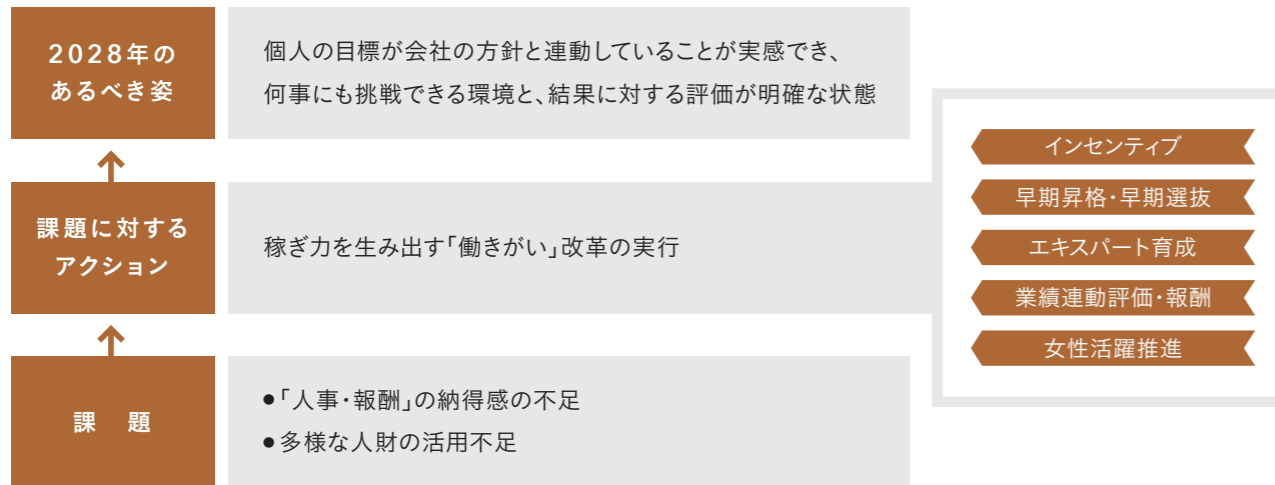 2028年の
あるべき姿
個人の目標が会社の方針と連動していることが実感でき、
何事にも挑戦できる環境と、結果に対する評価が明確な状態
課題に対する
アクション
稼ぎ力を生み出す「働きがい」改革の実行
インセンティブ
早期昇格・早期選抜
エキスパート育成
業績連動評価・報酬
女性活躍推進
課　題
●「人事・報酬」の納得感の不足
●多様な人財の活用不足